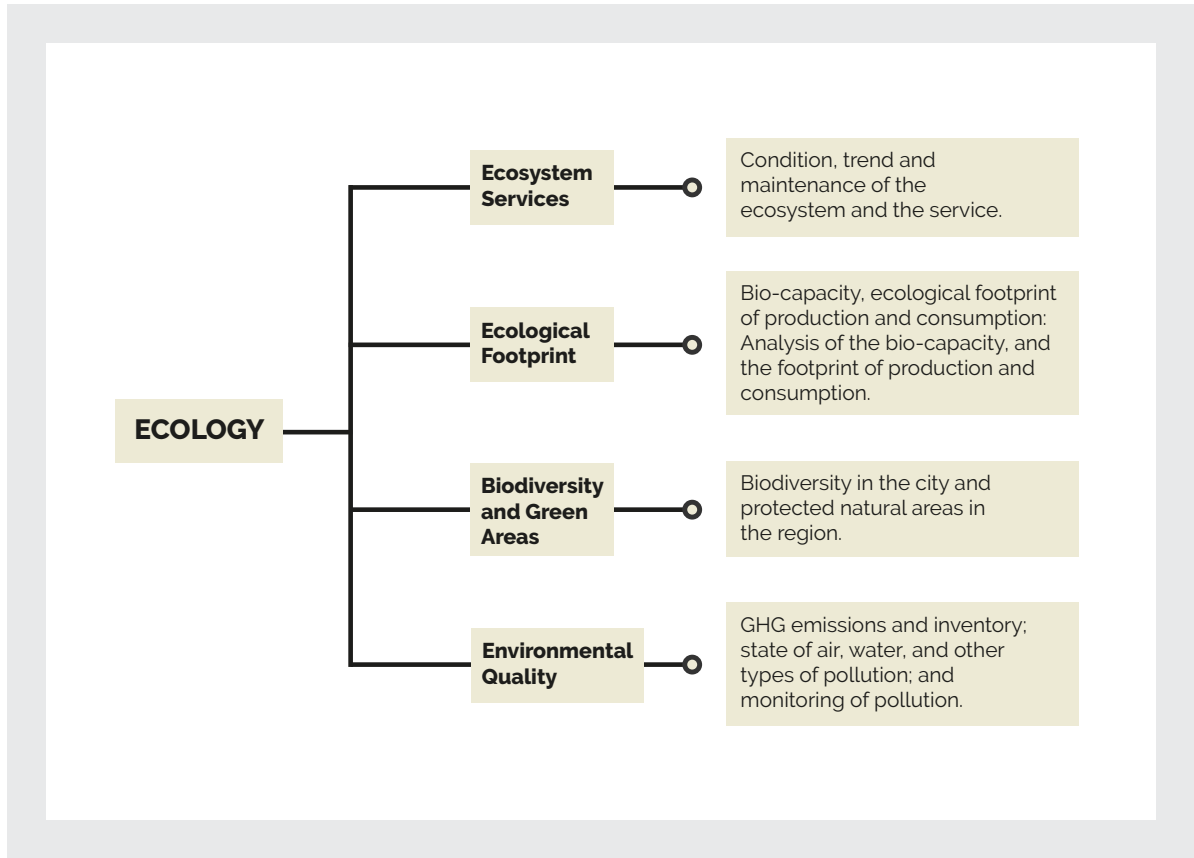 ECOLOGY
Ecosystem
Services
Condition, trend and
maintenance of the
ecosystem and the service.
Ecological
Footprint
Bio-capacity, ecological footprint
of production and consumption:
Analysis of the bio-capacity, and
the footprint of production and
consumption.
Biodiversity
and Green
Areas
Biodiversity in the city and
protected natural areas in
the region.
Environmental
Quality
GHG emissions and inventory;
state of air, water, and other
types of pollution; and
monitoring of pollution.